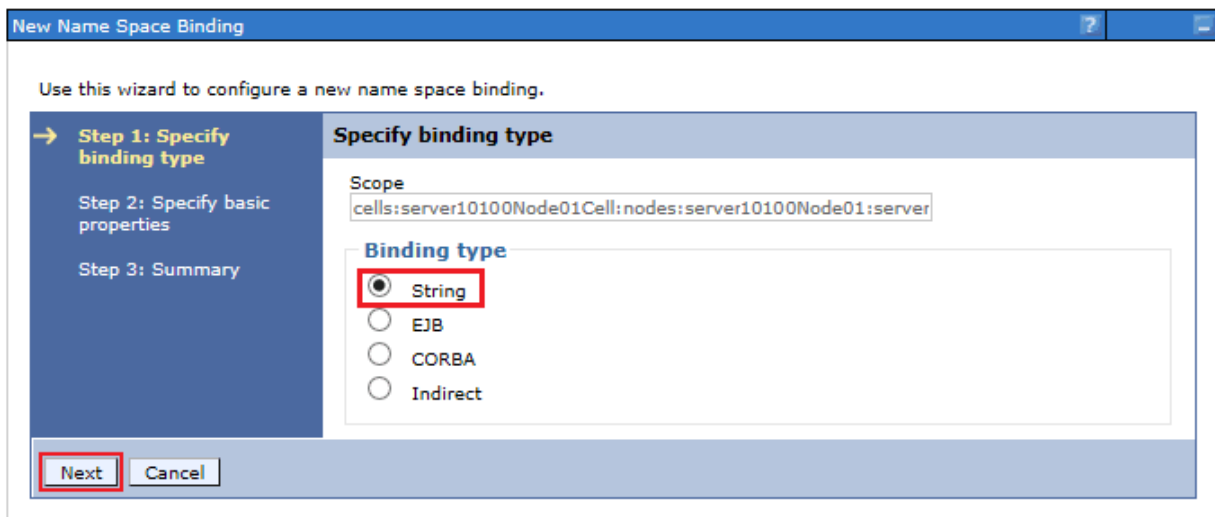 New Name Space Binding ? –
Use this wizard to configure a new name space binding.
Step 1: Specify
binding type
Step 2: Specify basic
properties
Step 3: Summary
Specify binding type
Scope
cells:server10100Node01Cell:nodes:server10100Node01:server
Binding type
String
EJB
CORBA
Indirect
Next Cancel